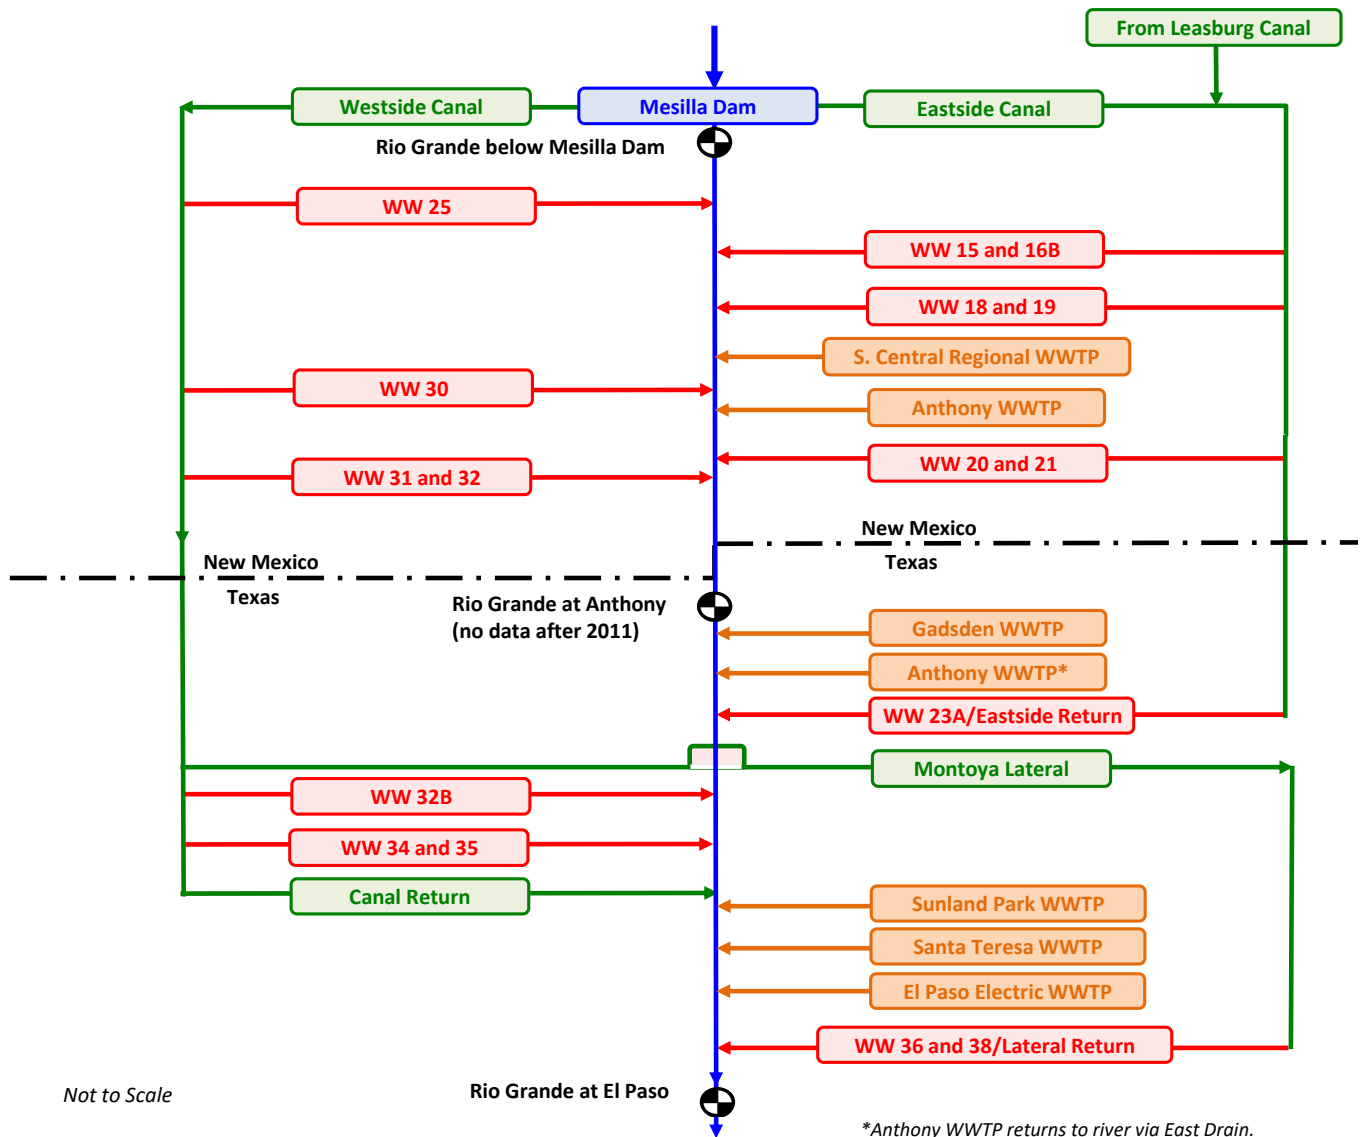 From Leasburg Canal
Westside Canal
Mesilla Dam
Eastside Canal
Rio Grande below Mesilla Dam
WW 25
WW 15 and 16B
WW 18 and 19
S. Central Regional WWTP
WW 30
Anthony WWTP
WW 20 and 21
WW 31 and 32
New Mexico
Texas
New Mexico
Texas
Rio Grande at Anthony
(no data after 2011)
Gadsden WWTP
Anthony WWTP*
WW 23A/Eastside Return
Montoya Lateral
WW 32B
WW 34 and 35
Canal Return
Sunland Park WWTP
Santa Teresa WWTP
El Paso Electric WWTP
WW 36 and 38/Lateral Return
Rio Grande at El Paso
Not to Scale
*Anthony WWTP returns to river via East Drain.